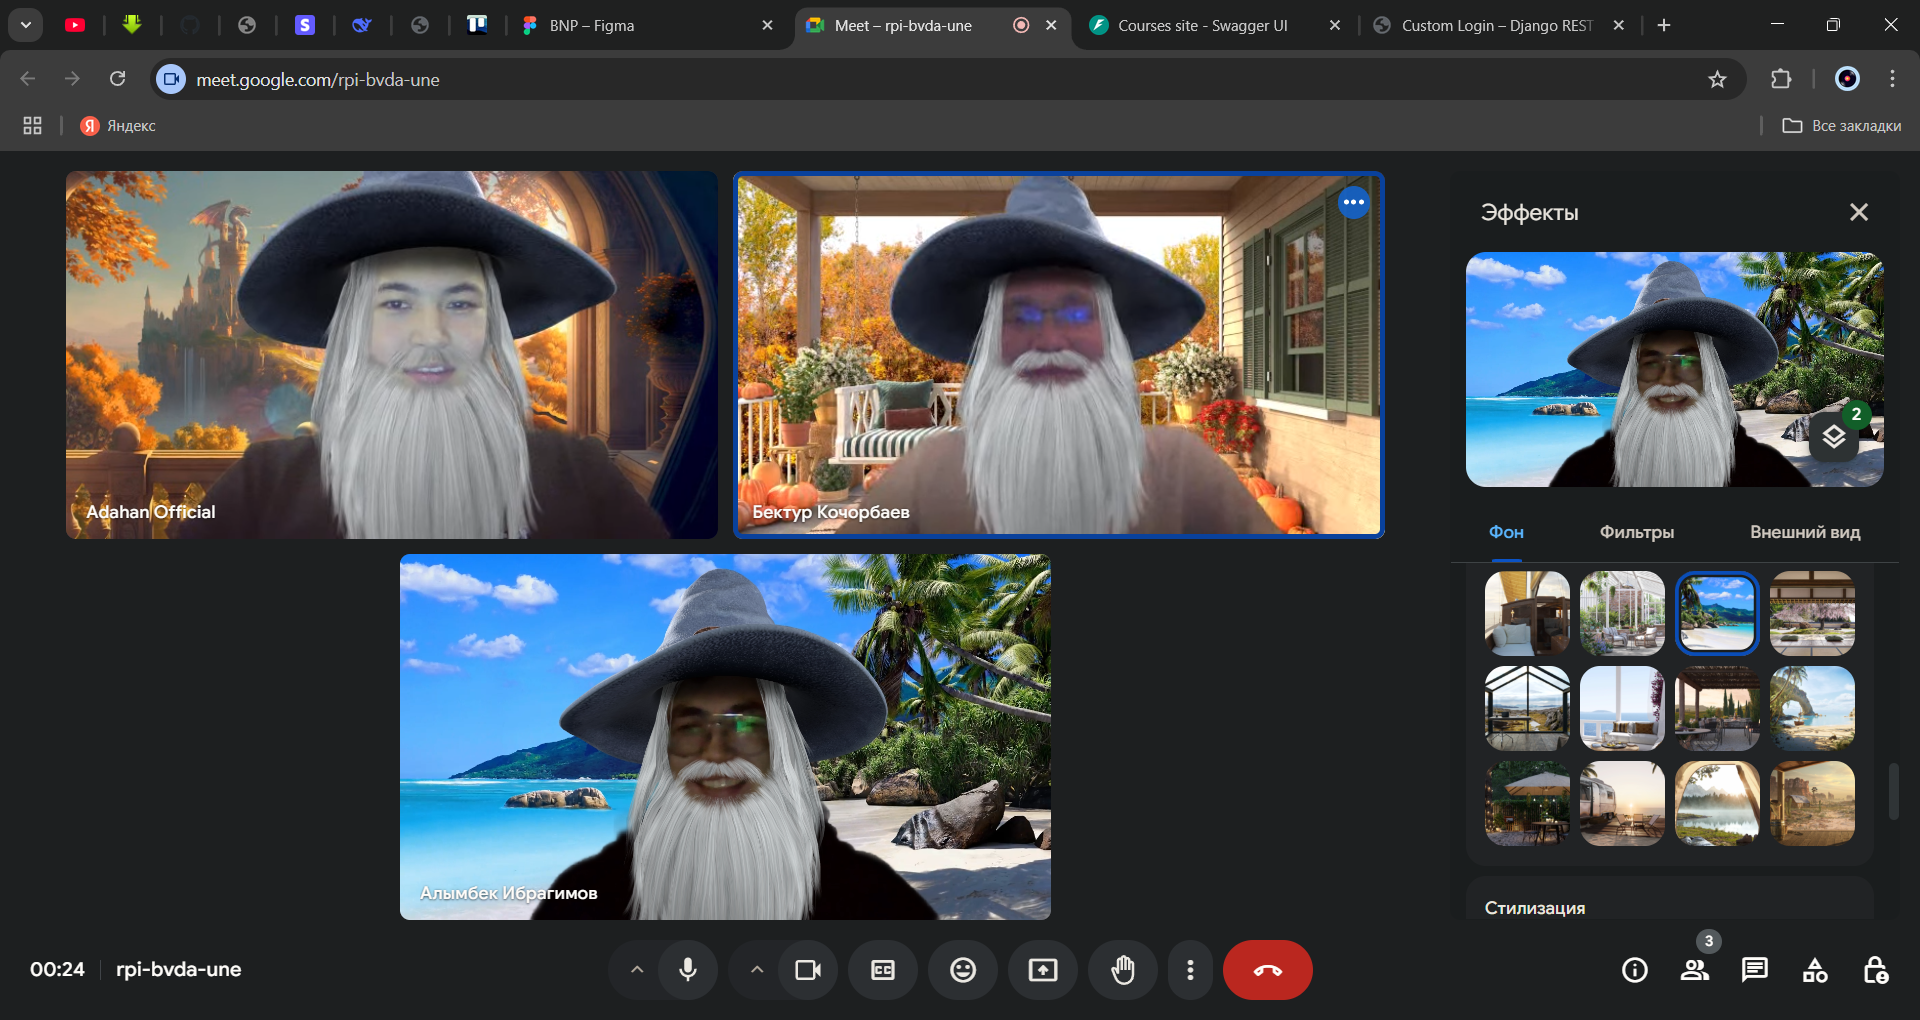 BNP – Figma
Meet – rpi-bvda-une
Courses site - Swagger UI
Custom Login – Django REST
meet.google.com/rpi-bvda-une
Яндекс
Все закладки
Эффекты
2
Adahan Official
Бектур Кочорбаев
Фон
Фильтры
Внешний вид
Алымбек Ибрагимов
Стилизация
00:24
rpi-bvda-une
3